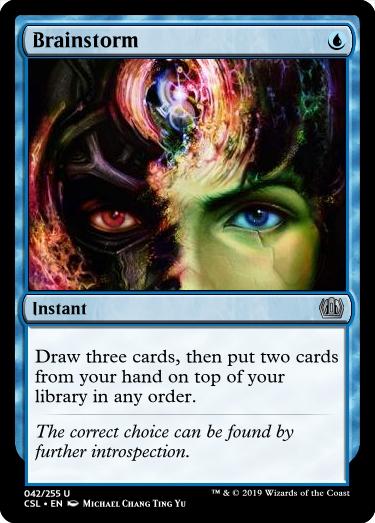 Brainstorm
Instant
Draw three cards, then put two cards
from your hand on top of your
library in any order.
The correct choice can be found by
further introspection.
042/255 U
CSL • EN Michael Chang Ting Yu
™ & © 2019 Wizards of the Coast